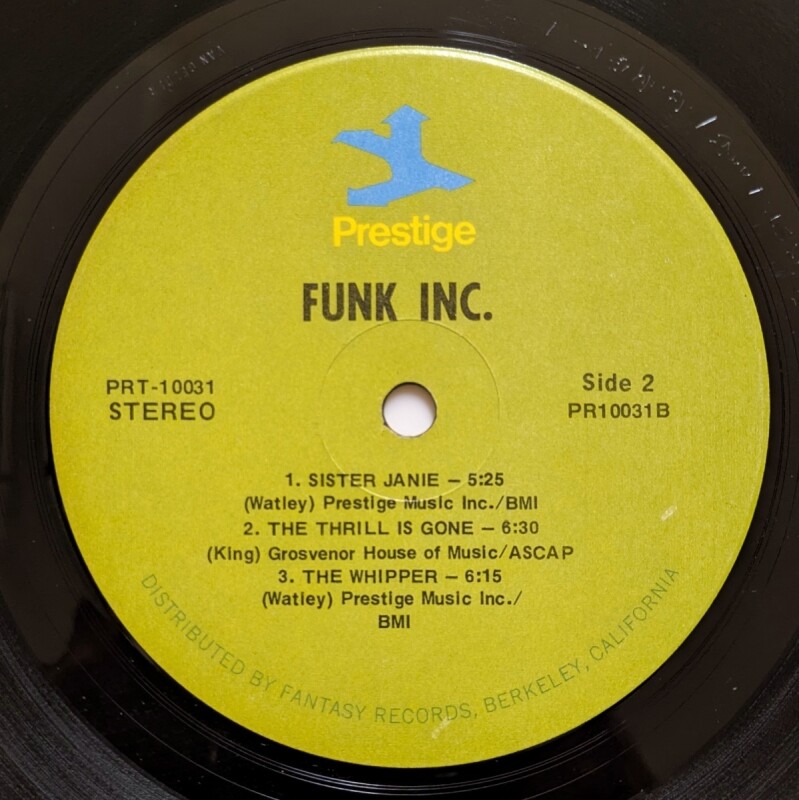 Prestige
FUNK INC.
PRT-10031
STEREO
Side 2
PR10031B
1. SISTER JANIE – 5:25
(Watley) Prestige Music Inc./BMI
2. THE THRILL IS GONE – 6:30
(King) Grosvenor House of Music/ASCAP
3. THE WHIPPER – 6:15
(Watley) Prestige Music Inc./
BMI
DISTRIBUTED BY FANTASY RECORDS, BERKELEY, CALIFORNIA